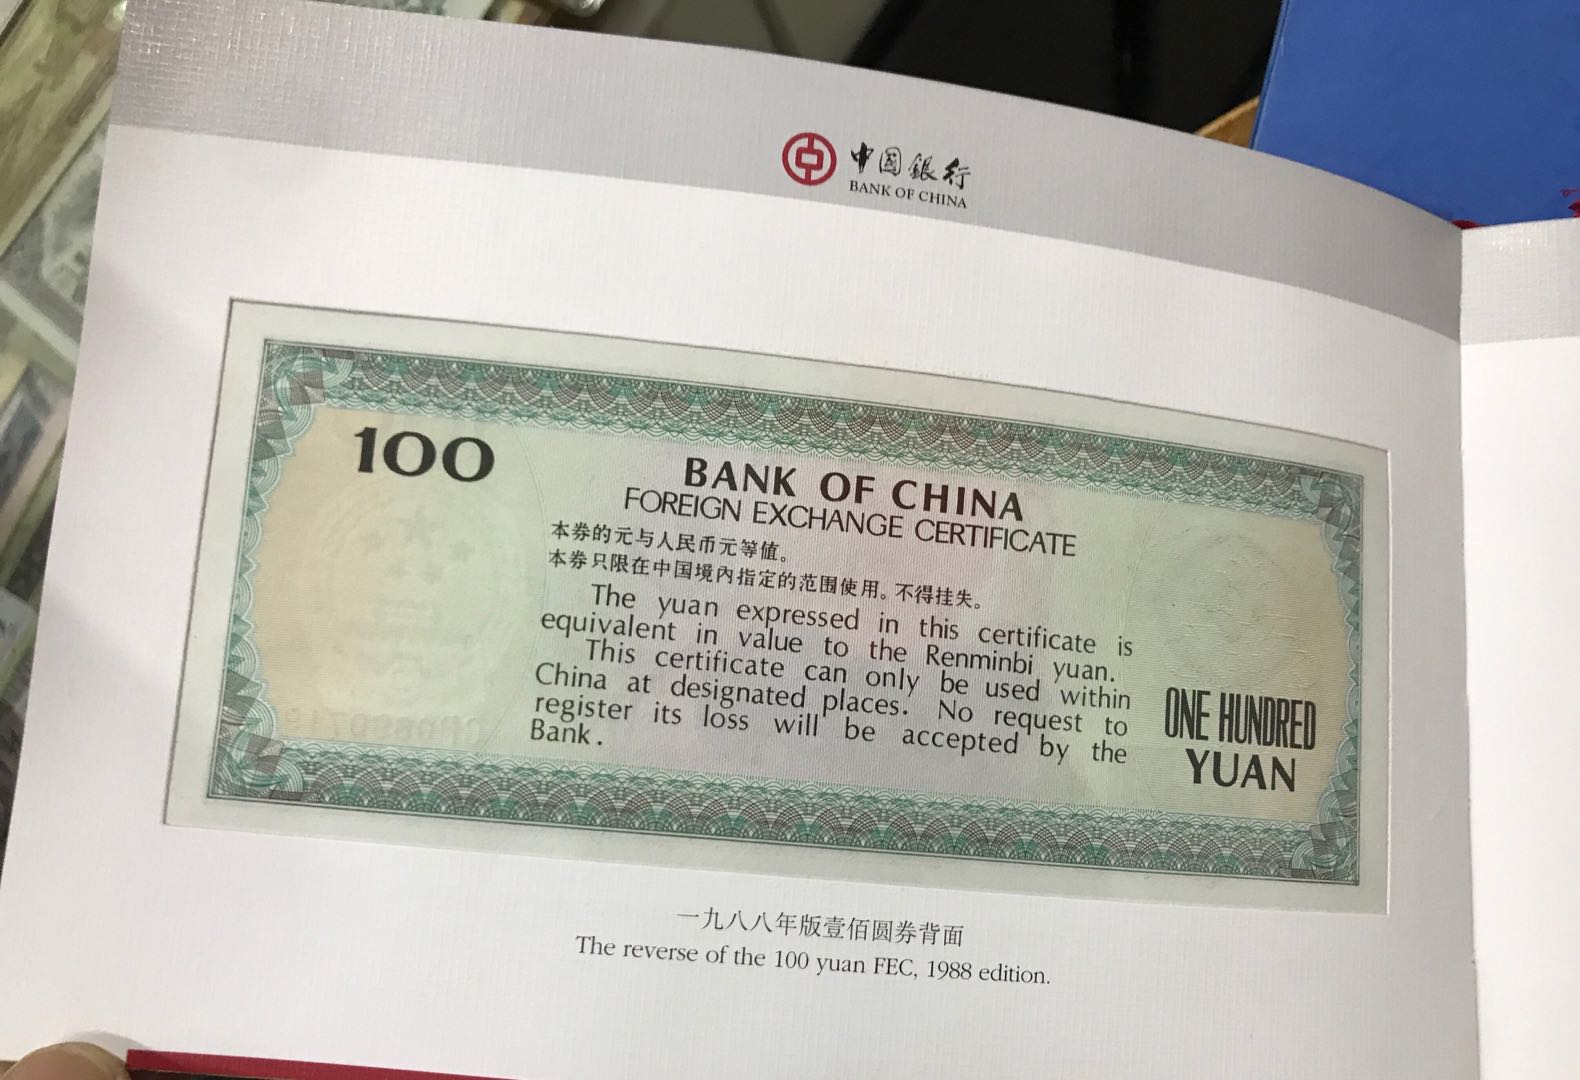 中国銀行
BANK OF CHINA
100
BANK OF CHINA
FOREIGN EXCHANGE CERTIFICATE
本券的元与人民币元等值。
本券只限在中国境内指定的范围使用。不得挂失。
The yuan expressed in this certificate is
equivalent in value to the Renminbi yuan.
This certificate can only be used within
China at designated places. No request to
register its loss will be accepted by the
Bank.
ONE HUNDRED
YUAN
一九八八年版壹佰圆券背面
The reverse of the 100 yuan FEC, 1988 edition.